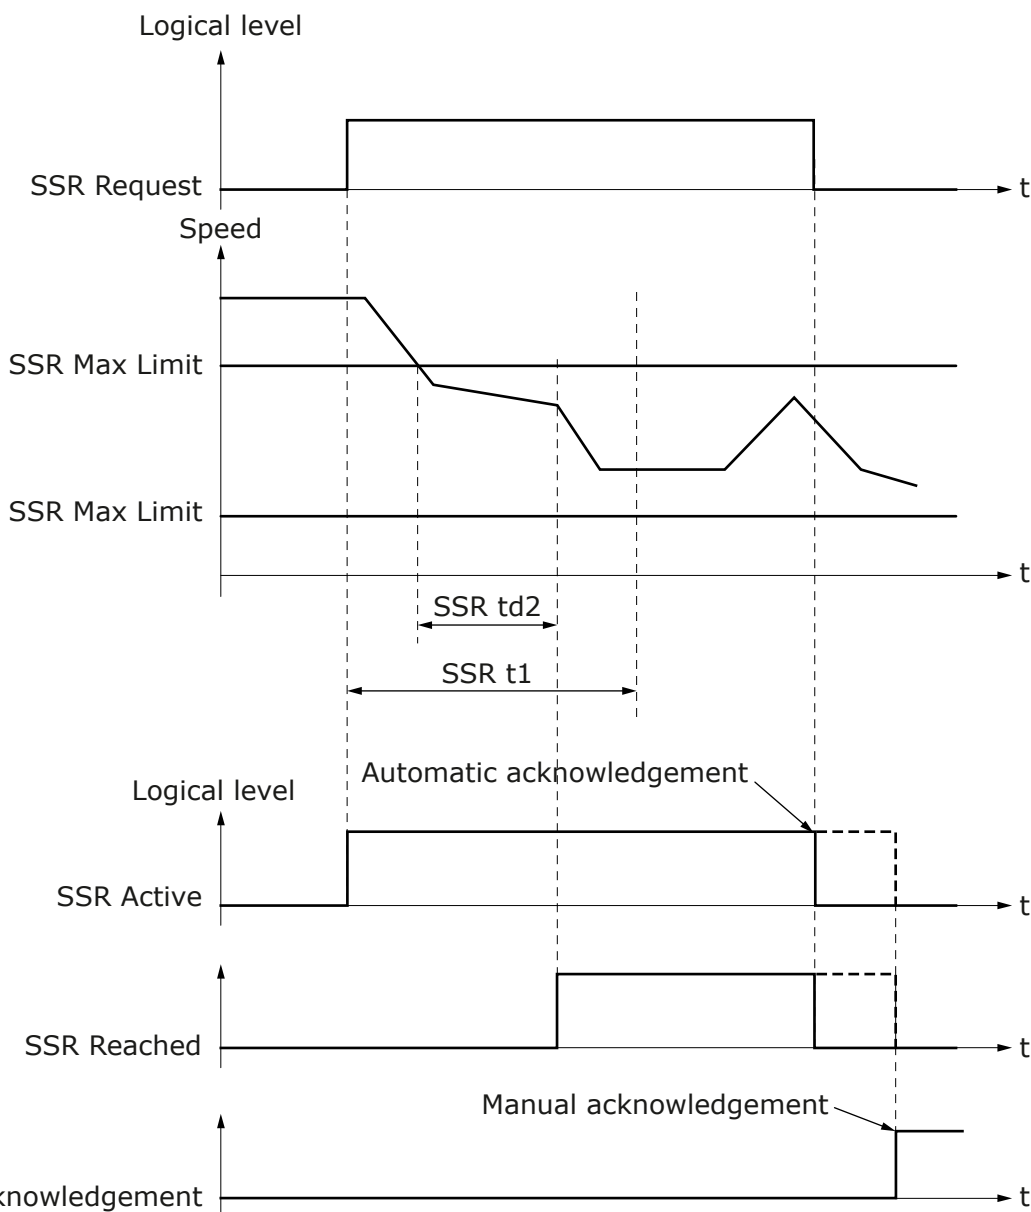 Logical level
SSR Request
t
Speed
SSR Max Limit
SSR Max Limit
t
SSR td2
SSR t1
Automatic acknowledgement
Logical level
SSR Active
t
SSR Reached
t
Manual acknowledgement
knowledgement
t